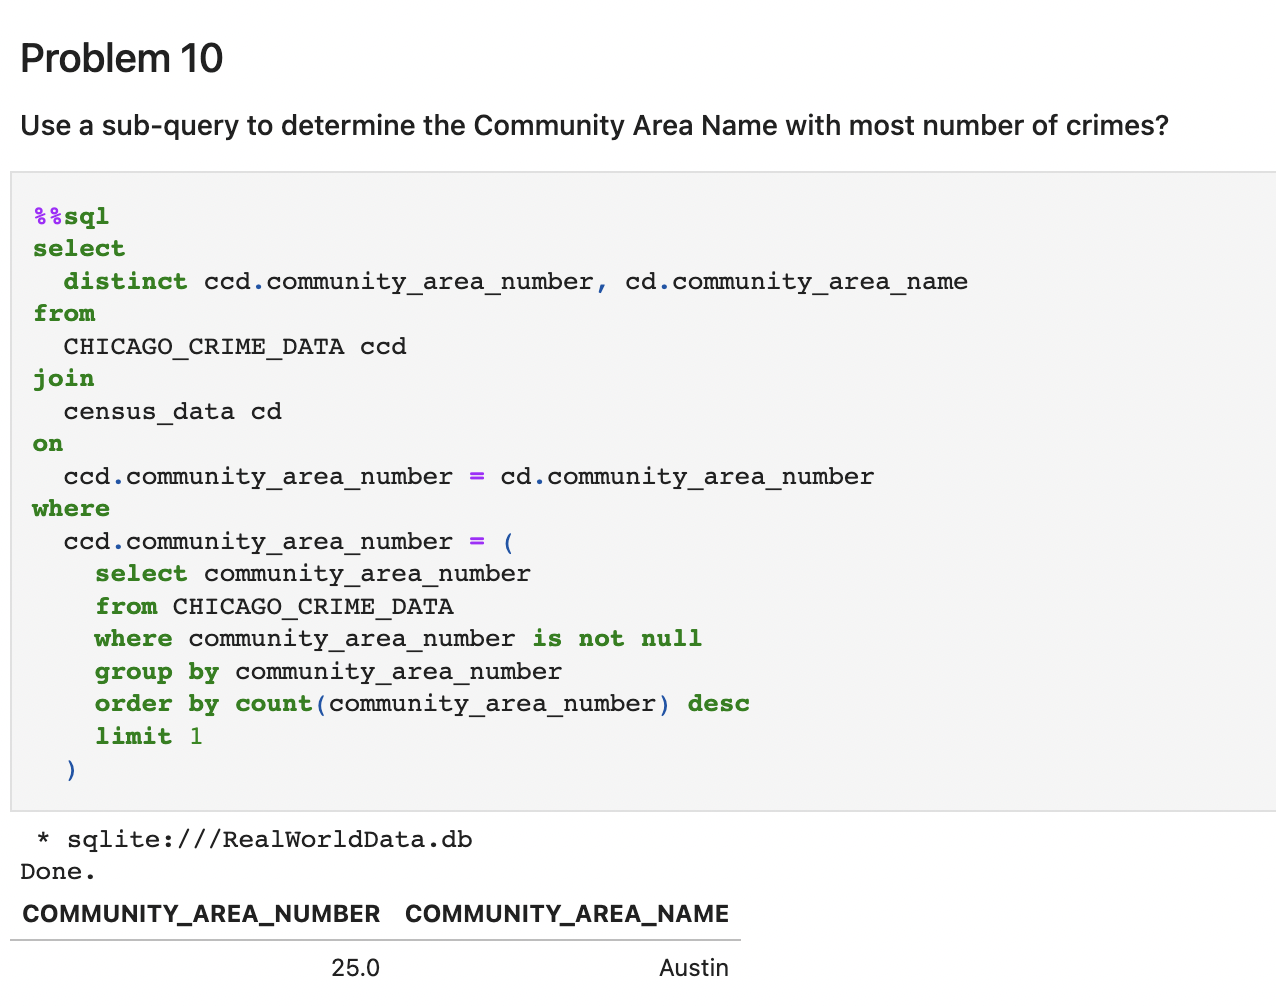 Problem 10
Use a sub-query to determine the Community Area Name with most number of crimes?
%%sql
select
  distinct ccd.community_area_number, cd.community_area_name
from
  CHICAGO_CRIME_DATA ccd
join
  census_data cd
on
  ccd.community_area_number = cd.community_area_number
where
  ccd.community_area_number = (
    select community_area_number
    from CHICAGO_CRIME_DATA
    where community_area_number is not null
    group by community_area_number
    order by count(community_area_number) desc
    limit 1
  )
 * sqlite:///RealWorldData.db
Done.
COMMUNITY_AREA_NUMBER COMMUNITY_AREA_NAME
25.0 Austin